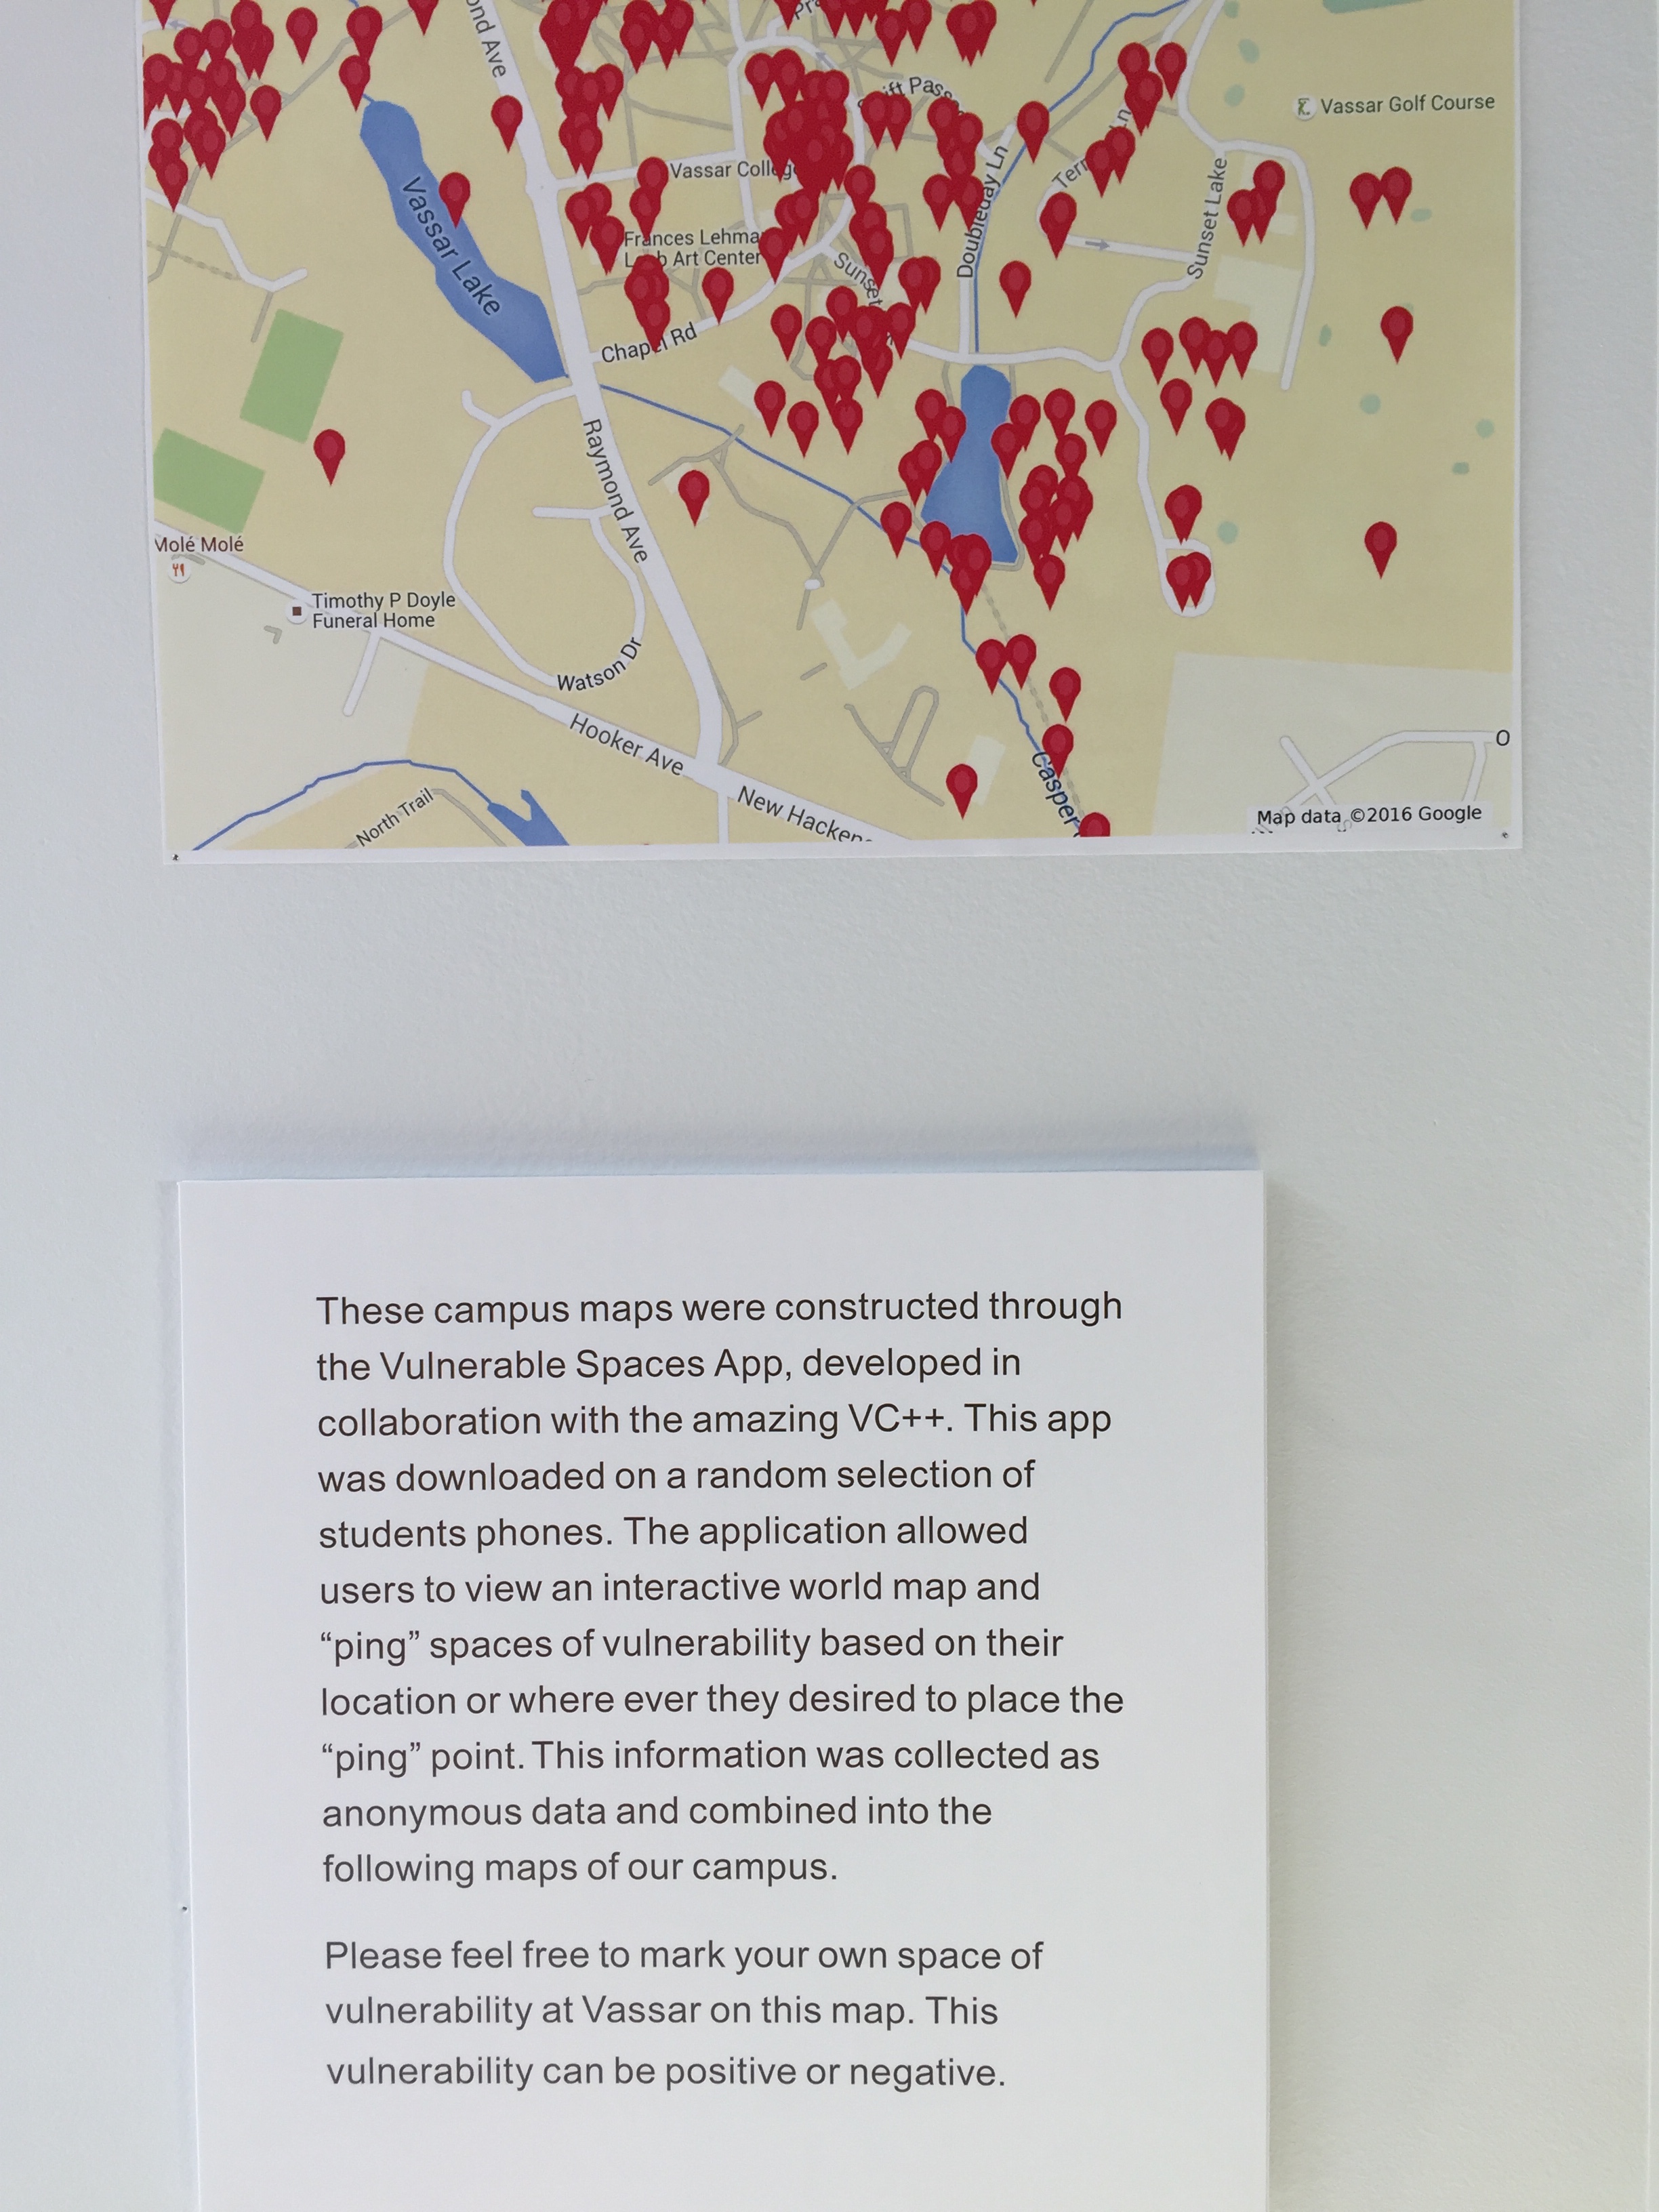 ond Ave
Pr
ift Pass
Vassar Golf Course
Ln
Vassar Colleg
Terr
Doubleday Ln
Sunset Lake
Vassar Lake
Frances Lehma
L b Art Center
Sunset
Chapel Rd
Raymond Ave
Molé Molé
Timothy P Doyle
Funeral Home
Watson Dr
Hooker Ave
O
Casper
North Trail
New Hacken
Map data ©2016 Google
These campus maps were constructed through
the Vulnerable Spaces App, developed in
collaboration with the amazing VC++. This app
was downloaded on a random selection of
students phones. The application allowed
users to view an interactive world map and
“ping” spaces of vulnerability based on their
location or where ever they desired to place the
“ping” point. This information was collected as
anonymous data and combined into the
following maps of our campus.
Please feel free to mark your own space of
vulnerability at Vassar on this map. This
vulnerability can be positive or negative.